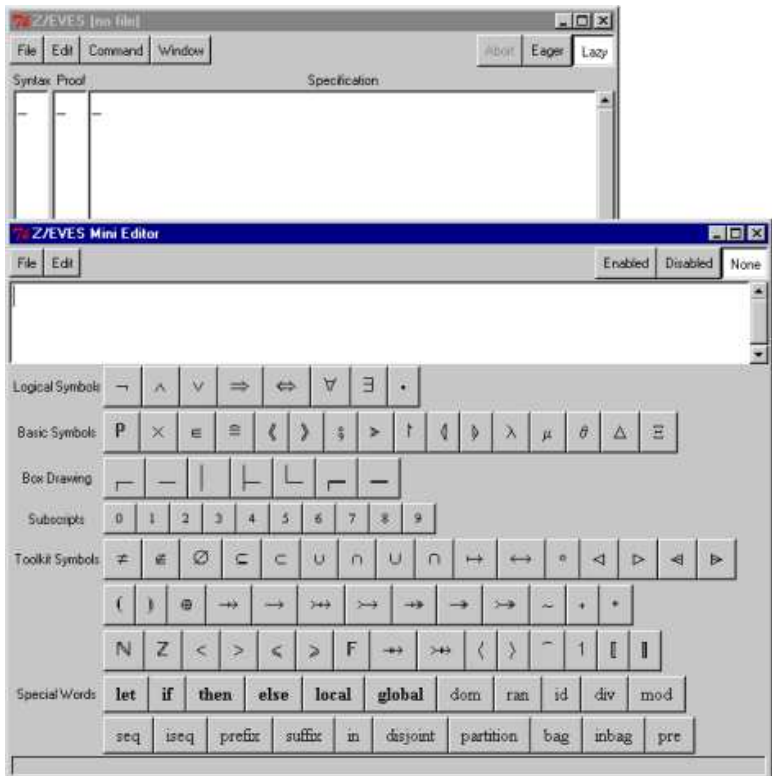 Z/EVES [no file]
File Edit Command Window Abort Eager Lazy
Syntax Proof Specification
Z/EVES Mini Editor
File Edit Enabled Disabled None
Logical Symbols ¬ ∧ ∨ ⇒ ⇔ ∀ ∃ •
Basic Symbols P × ∈ ≙ ⟪ ⟫ λ μ θ Δ Ξ
Box Drawing
Subscripts 0 1 2 3 4 5 6 7 8 9
Toolkit Symbols ≠ ∉ ∅ ⊆ ⊂ ∪ ∩ ∪ ∩ ↦ ↔ ∘ ◁ ▷ ⩤ ⩥
( ) ⊕ ⇸ → ⤔ ↣ ⤀ ↠ ⤖ ~ + *
ℕ ℤ < > ⩽ ⩾ F ⇻ ⤕ ⟨ ⟩ ⁀ 1 ⟦ ⟧
Special Words let if then else local global dom ran id div mod
seq iseq prefix suffix in disjoint partition bag inbag pre